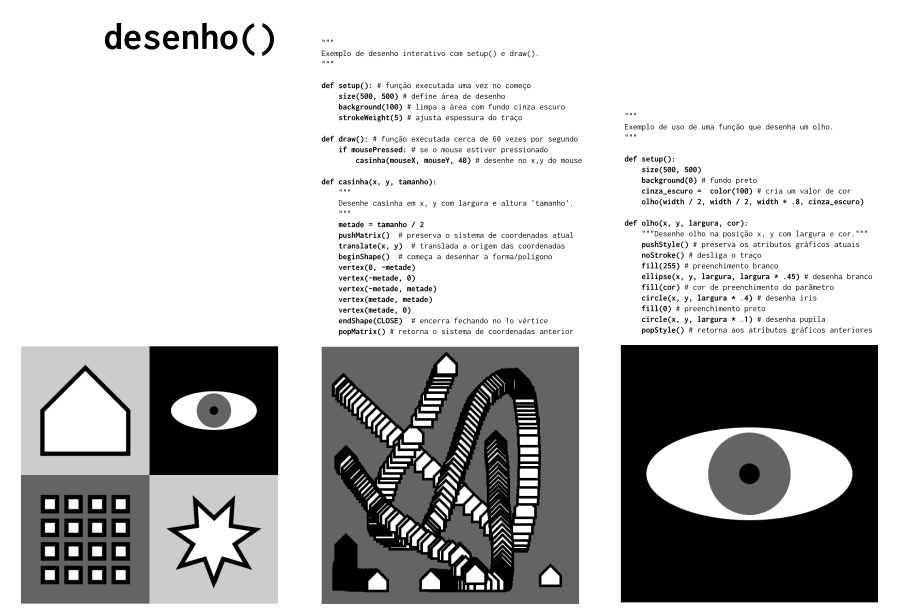 desenho()
"""
Exemplo de desenho interativo com setup() e draw().
"""
def setup(): # função executada uma vez no começo
size(500, 500) # define área de desenho
background(100) # limpa a área com fundo cinza escuro
strokeWeight(5) # ajusta espessura do traço
def draw(): # função executada cerca de 60 vezes por segundo
if mousePressed: # se o mouse estiver pressionado
casinha(mouseX, mouseY, 40) # desenhe no x,y do mouse
def casinha(x, y, tamanho):
"""
Desenhe casinha em x, y com largura e altura 'tamanho'.
"""
metade = tamanho / 2
pushMatrix() # preserva o sistema de coordenadas atual
translate(x, y) # translada a origem das coordenadas
beginShape() # começa a desenhar a forma/polígono
vertex(0, -metade)
vertex(-metade, 0)
vertex(-metade, metade)
vertex(metade, metade)
vertex(metade, 0)
endShape(CLOSE) # encerra fechando no 1o vértice
popMatrix() # retorna o sistema de coordenadas anterior
"""
Exemplo de uso de uma função que desenha um olho.
"""
def setup():
size(500, 500)
background(0) # fundo preto
cinza_escuro = color(100) # cria um valor de cor
olho(width / 2, width / 2, width * .8, cinza_escuro)
def olho(x, y, largura, cor):
"""Desenhe olho na posição x, y com largura e cor."""
pushStyle() # preserva os atributos gráficos atuais
noStroke() # desliga o traço
fill(255) # preenchimento branco
ellipse(x, y, largura, largura * .45) # desenha branco
fill(cor) # cor de preenchimento do parâmetro
circle(x, y, largura * .4) # desenha iris
fill(0) # preenchimento preto
circle(x, y, largura * .1) # desenha pupila
popStyle() # retorna aos atributos gráficos anteriores